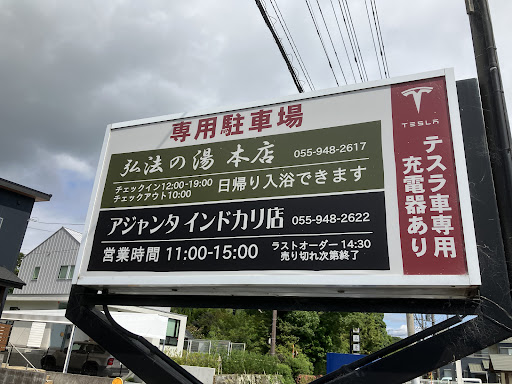 専用駐車場
弘法の湯 本店 055-948-2617
チェックイン12:00-19:00
チェックアウト10:00
日帰り入浴できます
アジャンタ インドカリ店 055-948-2622
営業時間 11:00-15:00
ラストオーダー 14:30
売り切れ次第終了
TESLA
テスラ車専用
充電器あり